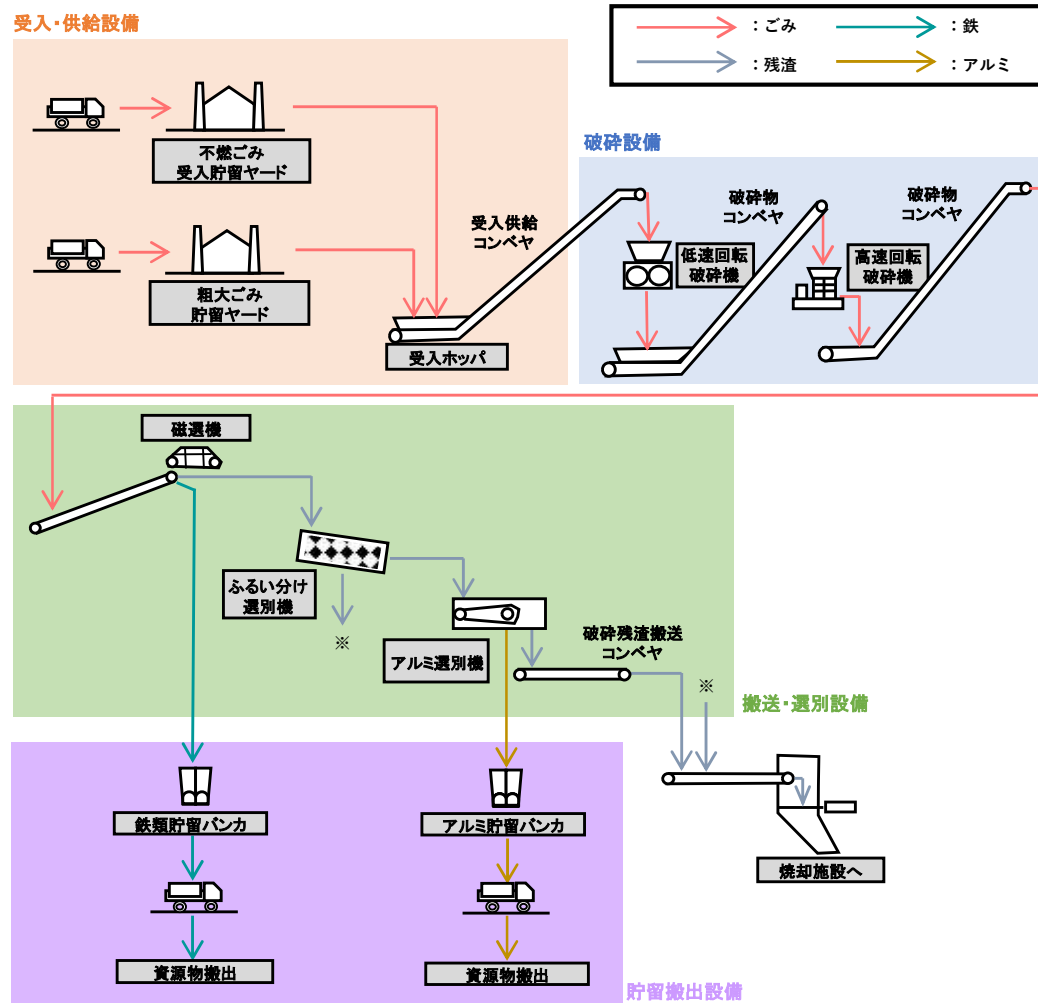 受入・供給設備
：ごみ
：鉄
：残渣
：アルミ
不燃ごみ
受入貯留ヤード
粗大ごみ
貯留ヤード
受入供給
コンベヤ
受入ホッパ
破砕設備
破砕物
コンベヤ
低速回転
破砕機
破砕物
コンベヤ
高速回転
破砕機
磁選機
ふるい分け
選別機
※
アルミ選別機
破砕残渣搬送
コンベヤ
※
搬送・選別設備
鉄類貯留バンカ
資源物搬出
アルミ貯留バンカ
資源物搬出
焼却施設へ
貯留搬出設備